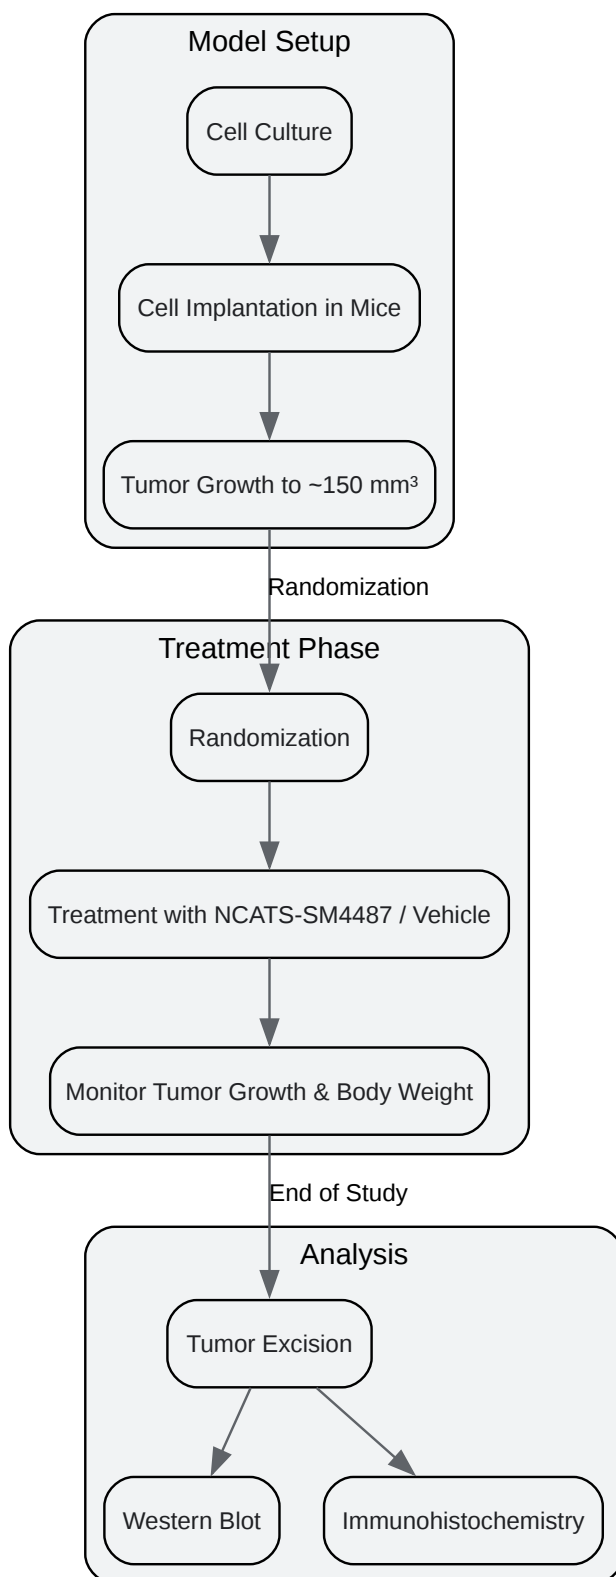 Model Setup
Cell Culture
Cell Implantation in Mice
Tumor Growth to ~150 mm³
Randomization
Treatment Phase
Randomization
Treatment with NCATS-SM4487 / Vehicle
Monitor Tumor Growth & Body Weight
End of Study
Analysis
Tumor Excision
Western Blot
Immunohistochemistry